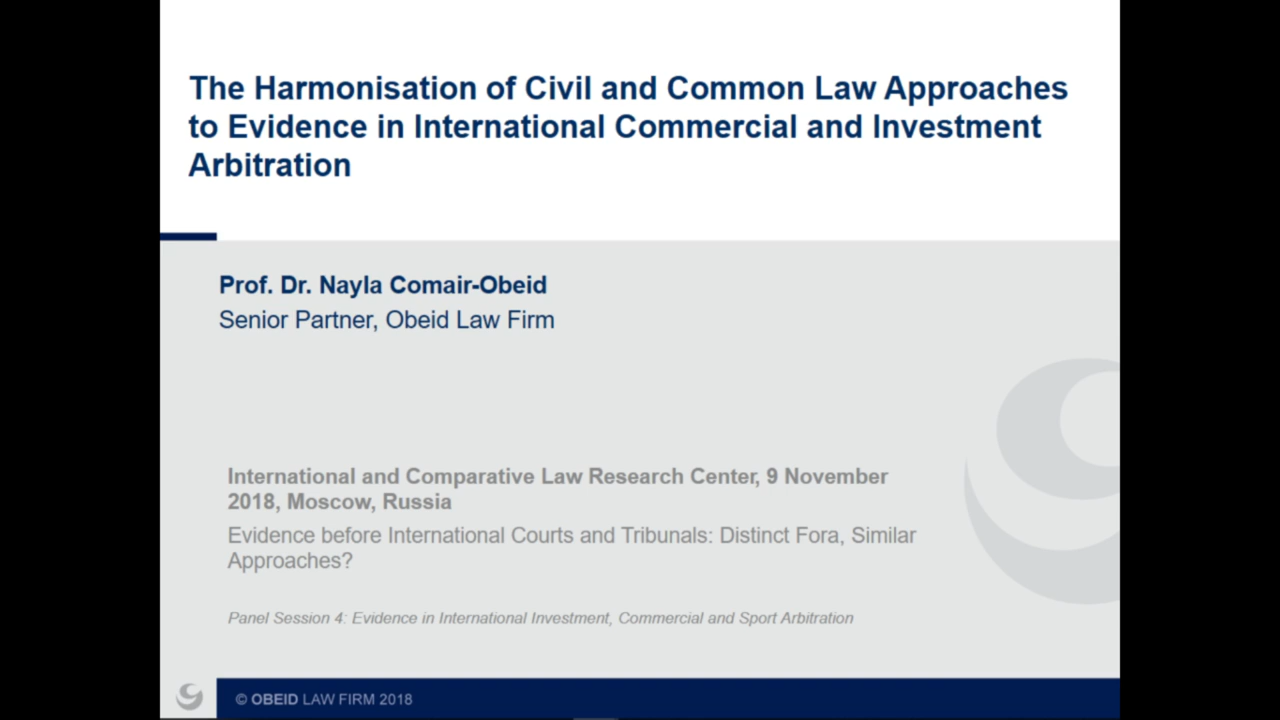 The Harmonisation of Civil and Common Law Approaches
to Evidence in International Commercial and Investment
Arbitration
Prof. Dr. Nayla Comair-Obeid
Senior Partner, Obeid Law Firm
International and Comparative Law Research Center, 9 November
2018, Moscow, Russia
Evidence before International Courts and Tribunals: Distinct Fora, Similar
Approaches?
Panel Session 4: Evidence in International Investment, Commercial and Sport Arbitration
© OBEID LAW FIRM 2018